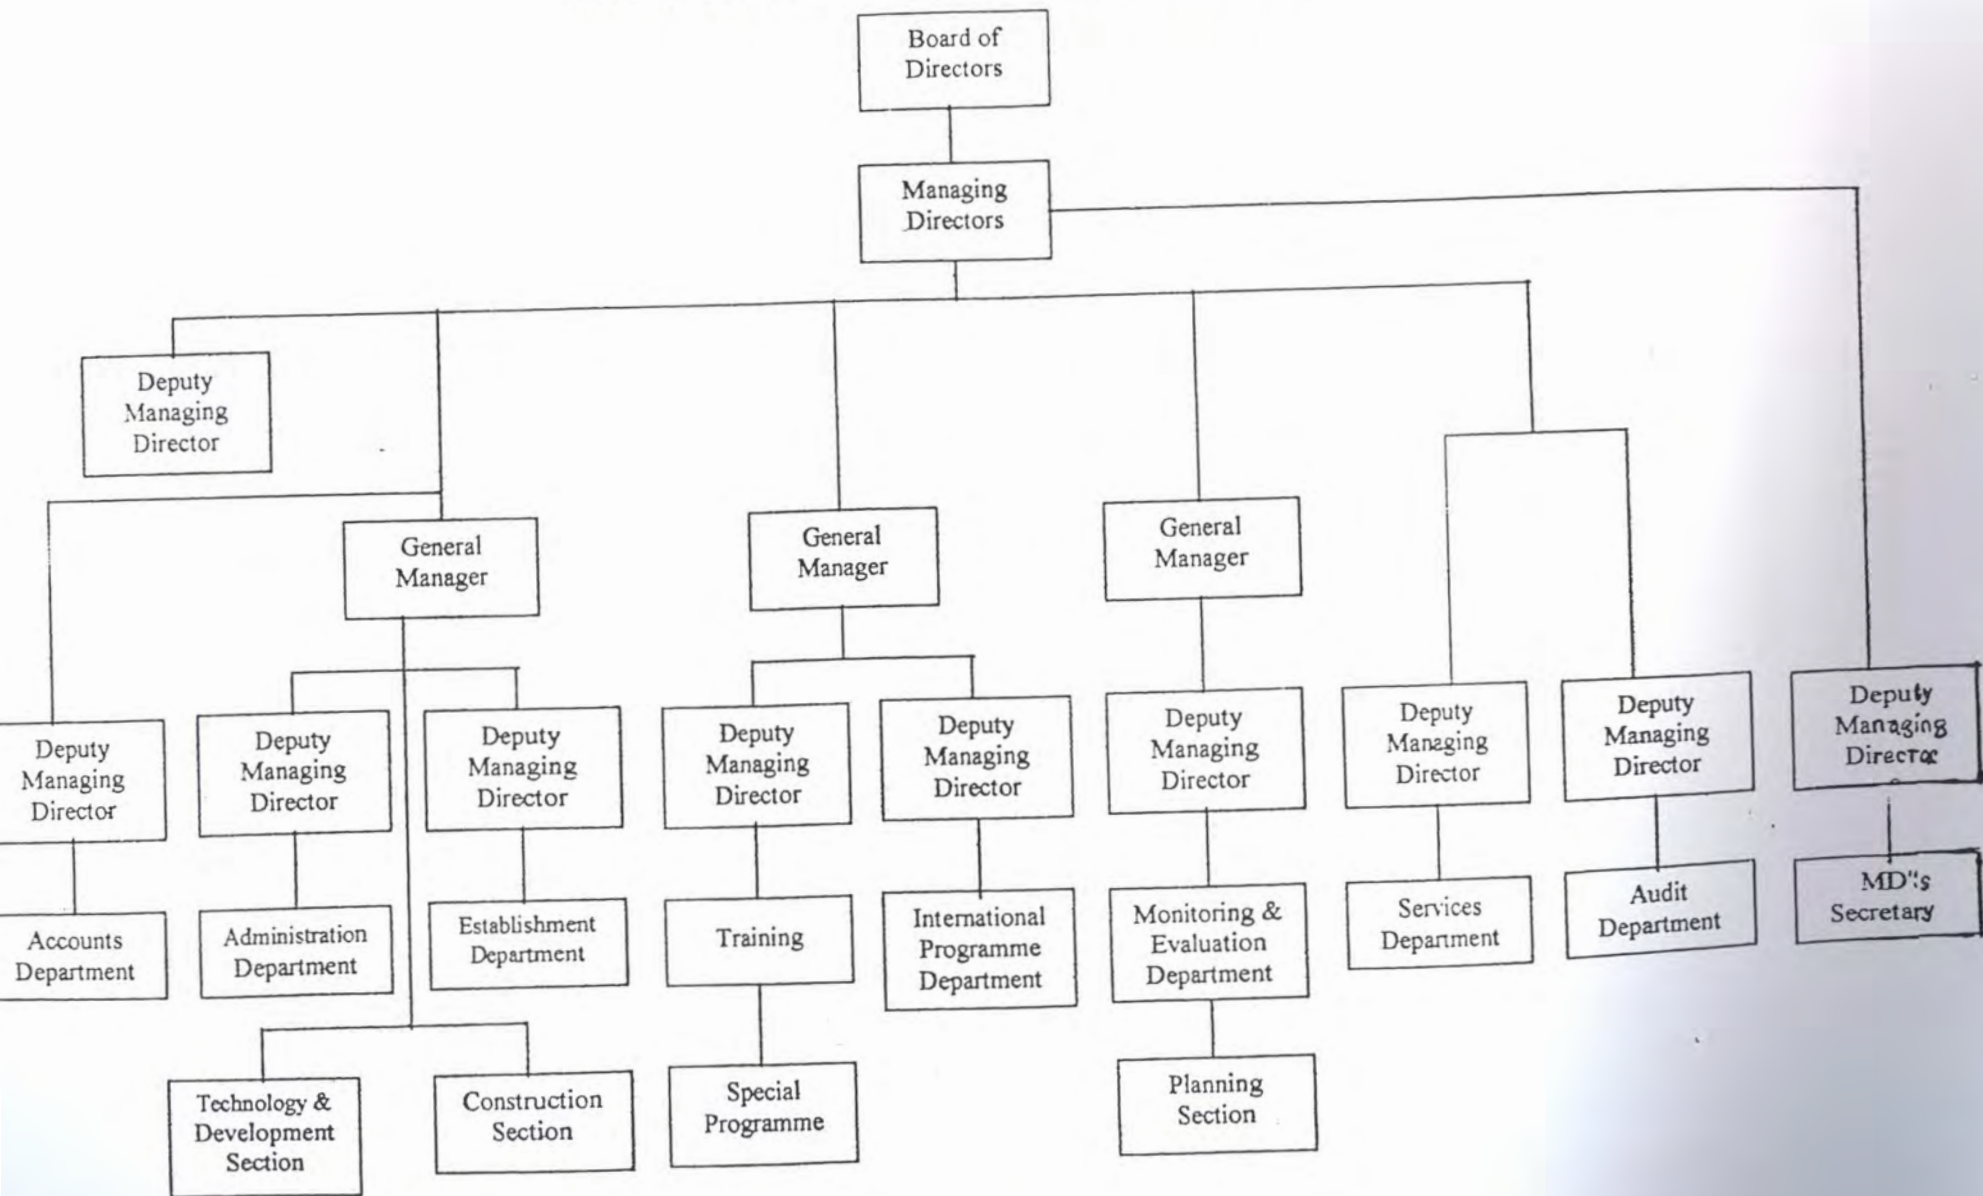 Board of
Directors
Managing
Directors
Deputy
Managing
Director
General
Manager
General
Manager
General
Manager
Deputy
Managing
Director
Deputy
Managing
Director
Deputy
Managing
Director
Deputy
Managing
Director
Deputy
Managing
Director
Deputy
Managing
Director
Deputy
Managing
Director
Deputy
Managing
Director
Deputy
Managing
Director
Accounts
Department
Administration
Department
Establishment
Department
Training
International
Programme
Department
Monitoring &
Evaluation
Department
Services
Department
Audit
Department
MD"s
Secretary
Technology &
Development
Section
Construction
Section
Special
Programme
Planning
Section